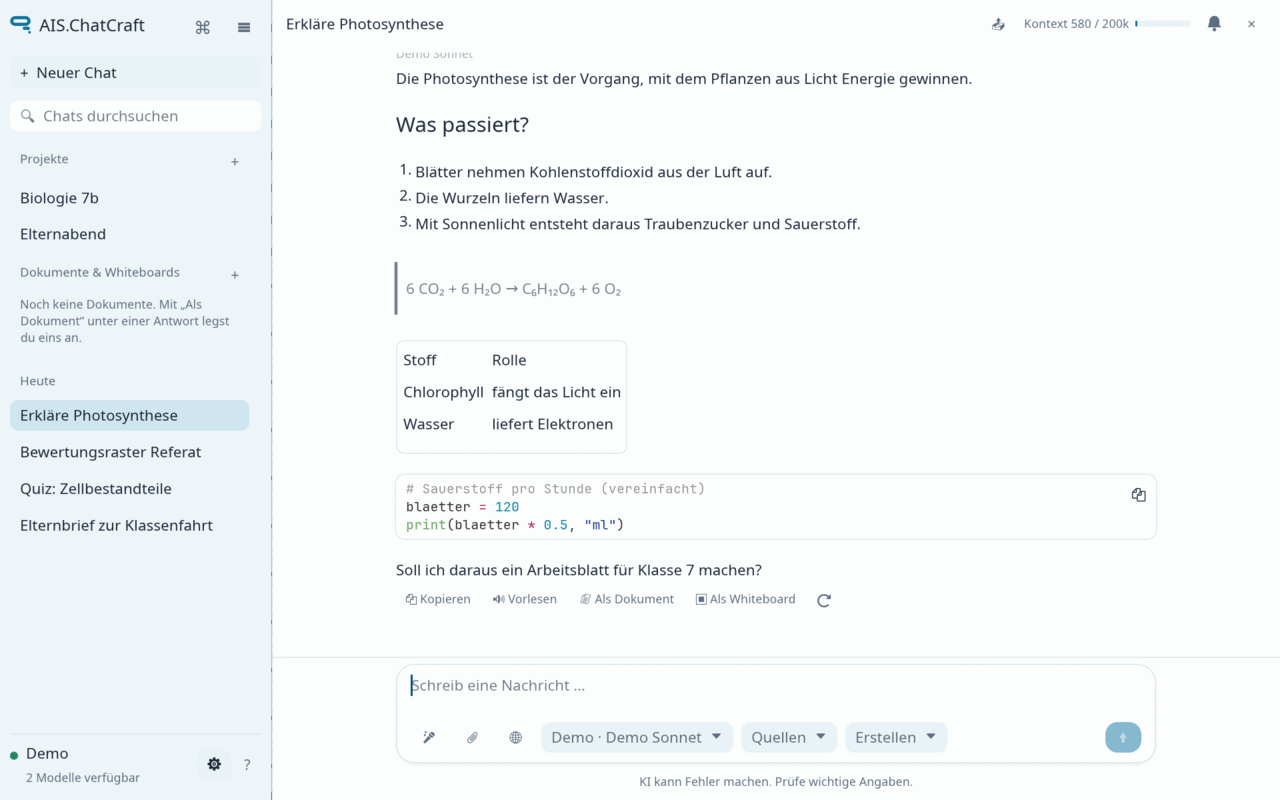 AIS.ChatCraft
⌘
+ Neuer Chat
Chats durchsuchen
Projekte +
Biologie 7b
Elternabend
Dokumente & Whiteboards +
Noch keine Dokumente. Mit „Als
Dokument“ unter einer Antwort legst
du eins an.
Heute
Erkläre Photosynthese
Bewertungsraster Referat
Quiz: Zellbestandteile
Elternbrief zur Klassenfahrt
Demo
2 Modelle verfügbar
?
Erkläre Photosynthese
Kontext 580 / 200k
×
Demo Sonnet
Die Photosynthese ist der Vorgang, mit dem Pflanzen aus Licht Energie gewinnen.
Was passiert?
1. Blätter nehmen Kohlenstoffdioxid aus der Luft auf.
2. Die Wurzeln liefern Wasser.
3. Mit Sonnenlicht entsteht daraus Traubenzucker und Sauerstoff.
6 CO₂ + 6 H₂O → C₆H₁₂O₆ + 6 O₂
Stoff Rolle
Chlorophyll fängt das Licht ein
Wasser liefert Elektronen
# Sauerstoff pro Stunde (vereinfacht)
blaetter = 120
print(blaetter * 0.5, "ml")
Soll ich daraus ein Arbeitsblatt für Klasse 7 machen?
Kopieren Vorlesen Als Dokument Als Whiteboard
Schreib eine Nachricht ...
Demo · Demo Sonnet Quellen Erstellen
KI kann Fehler machen. Prüfe wichtige Angaben.